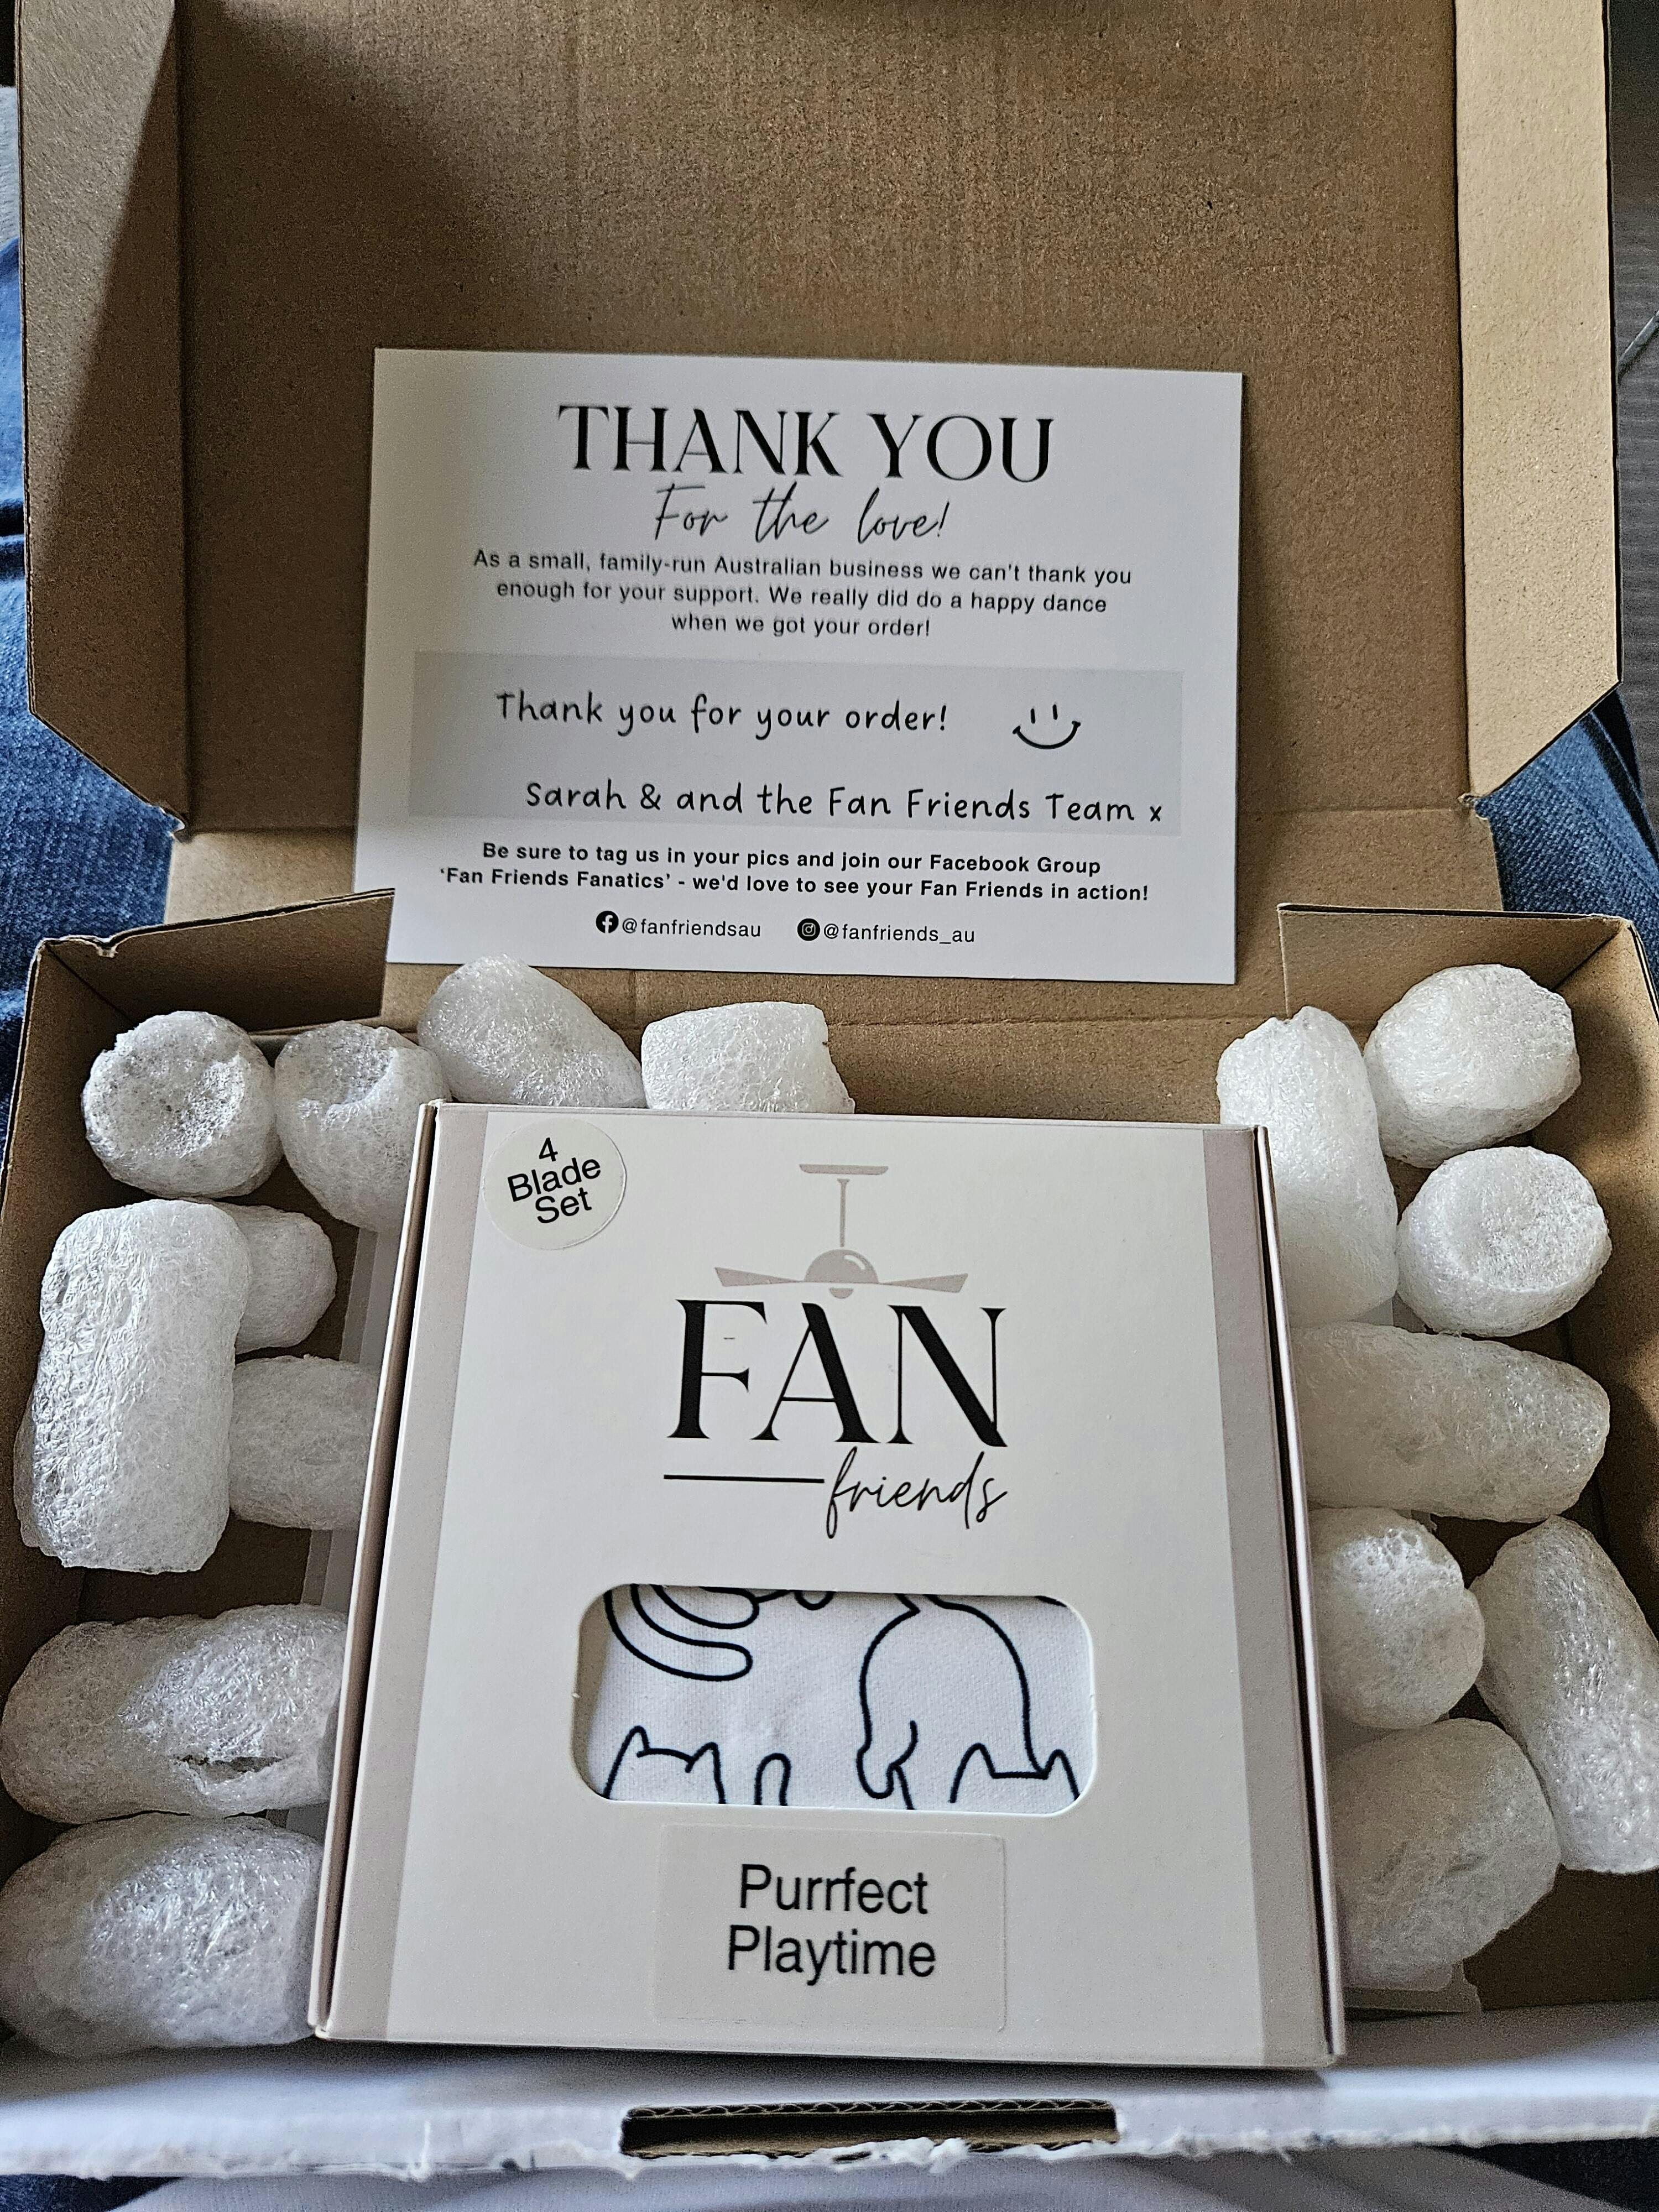 THANK YOU
For the love!
As a small, family-run Australian business we can't thank you
enough for your support. We really did do a happy dance
when we got your order!
Thank you for your order!
Sarah & and the Fan Friends Team x
Be sure to tag us in your pics and join our Facebook Group
'Fan Friends Fanatics' - we'd love to see your Fan Friends in action!
@fanfriendsau @fanfriends_au
4
Blade
Set
FAN
friends
Purrfect
Playtime